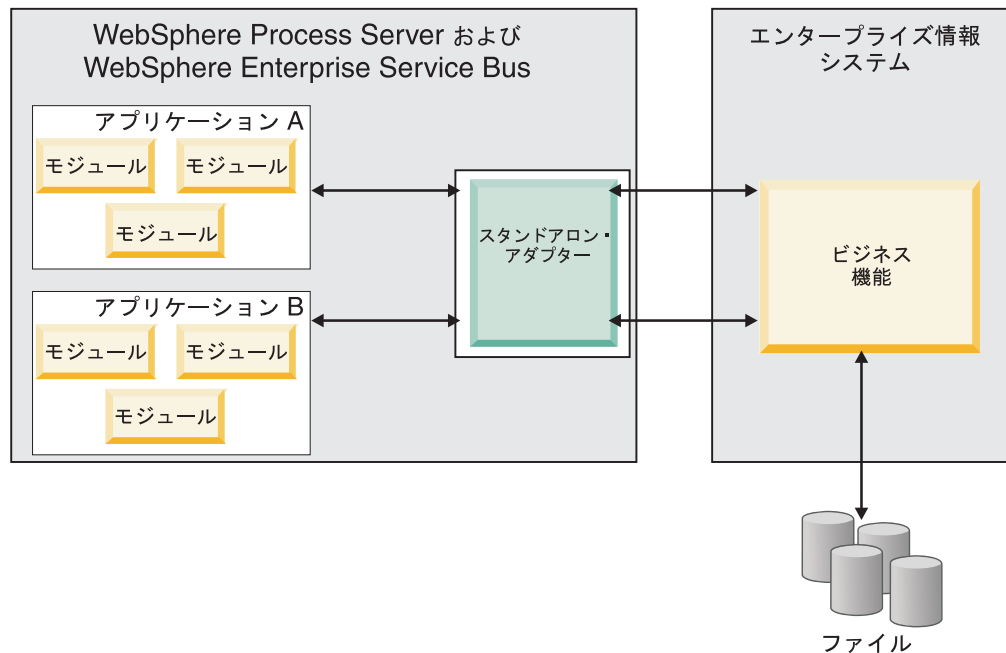 WebSphere Process Server および
WebSphere Enterprise Service Bus
アプリケーション A
モジュール
モジュール
モジュール
アプリケーション B
モジュール
モジュール
モジュール
スタンドアロン・
アダプター
エンタープライズ情報
システム
ビジネス
機能
ファイル